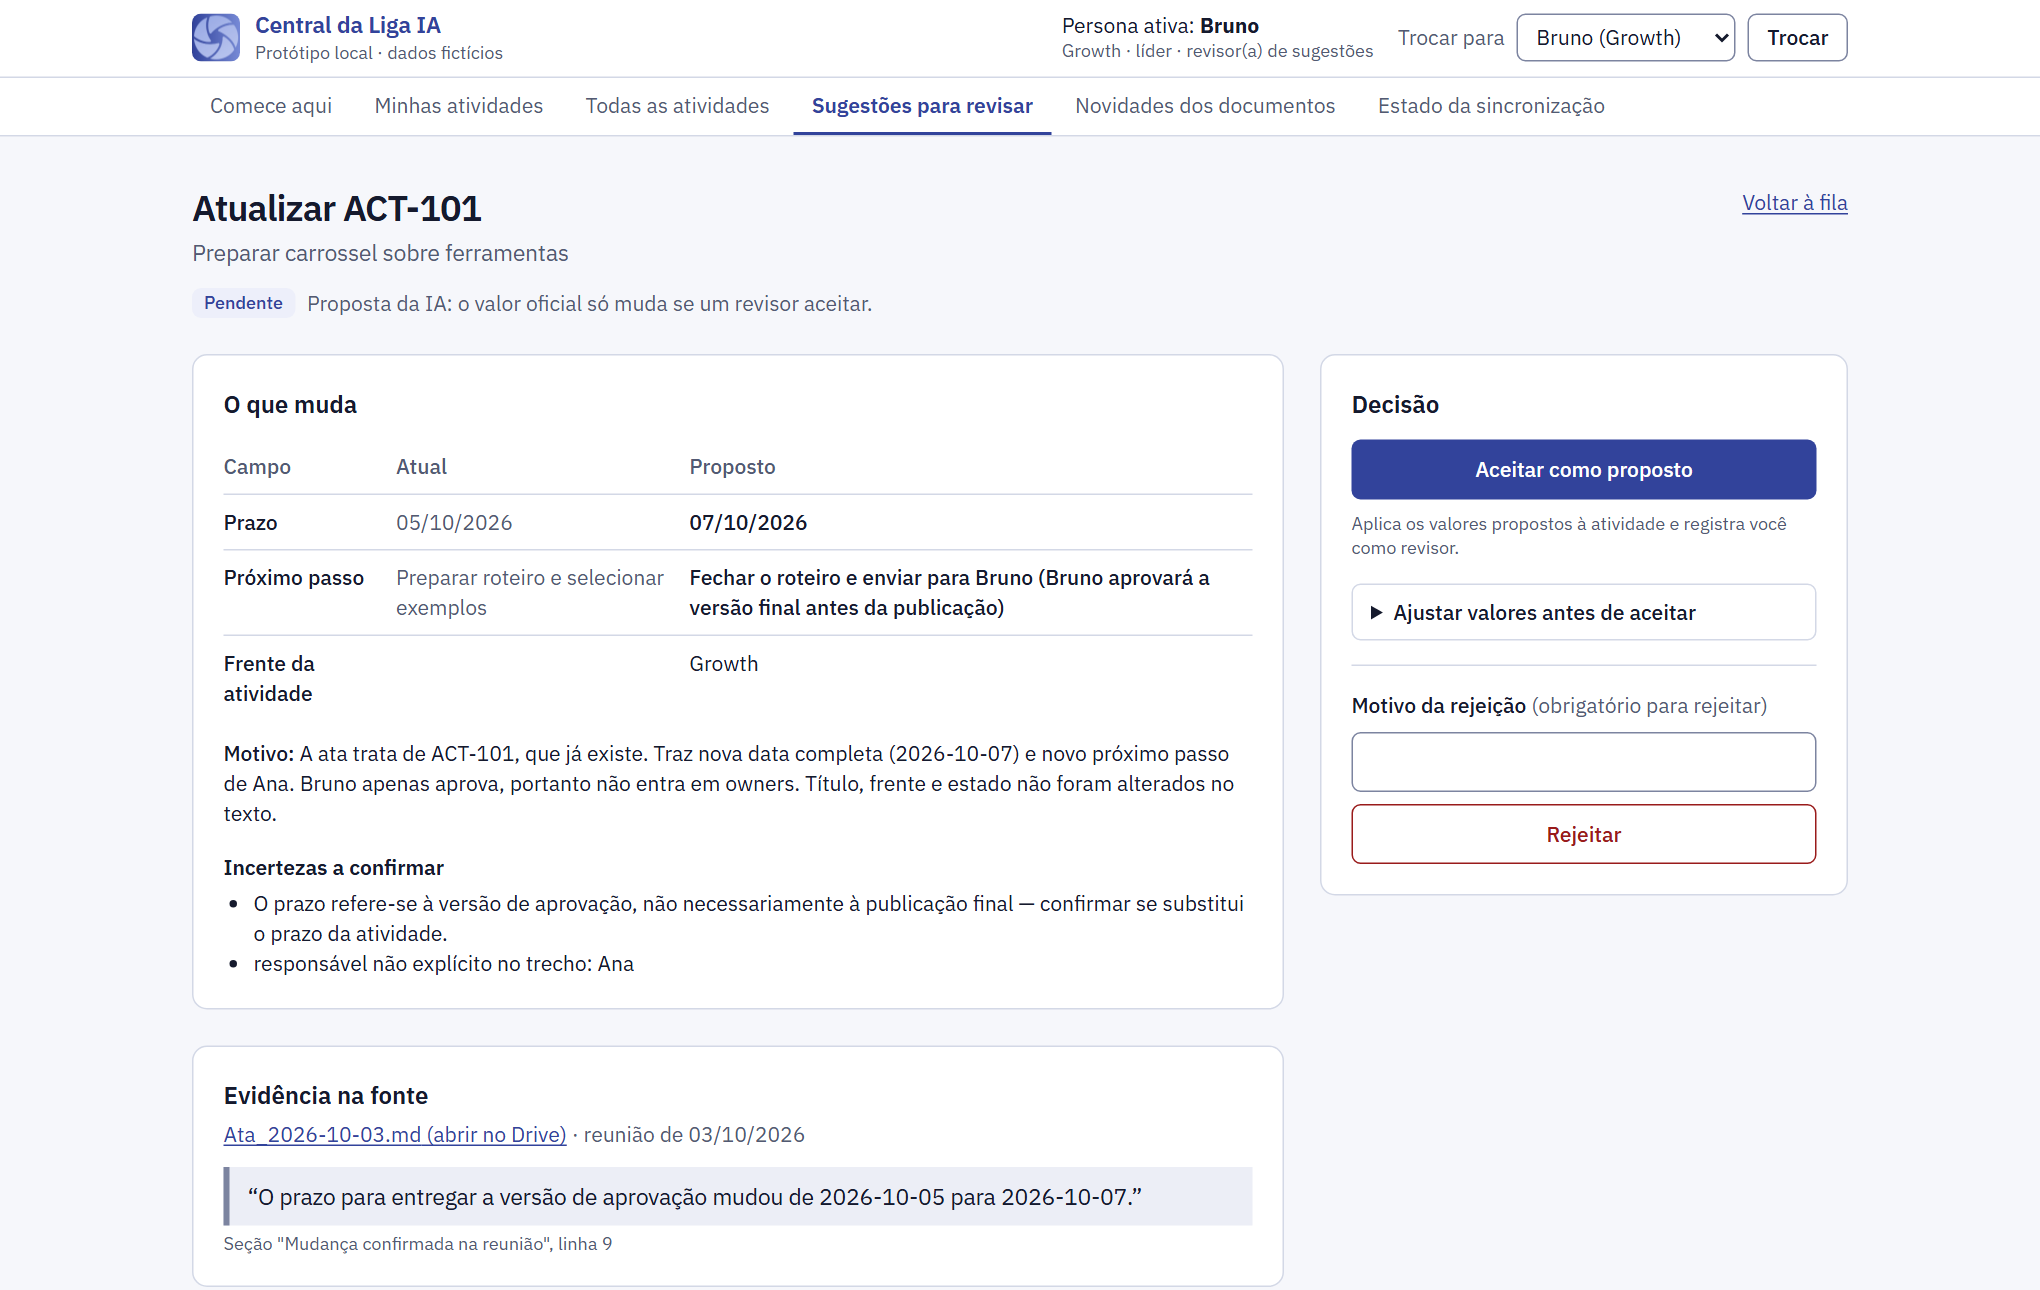 Central da Liga IA
Protótipo local · dados fictícios
Persona ativa: Bruno
Growth · líder · revisor(a) de sugestões
Trocar para
Bruno (Growth)
Trocar
Comece aqui
Minhas atividades
Todas as atividades
Sugestões para revisar
Novidades dos documentos
Estado da sincronização
Atualizar ACT-101
Voltar à fila
Preparar carrossel sobre ferramentas
Pendente
Proposta da IA: o valor oficial só muda se um revisor aceitar.
O que muda
Campo Atual Proposto
Prazo 05/10/2026 07/10/2026
Próximo passo Preparar roteiro e selecionar Fechar o roteiro e enviar para Bruno (Bruno aprovará a
exemplos versão final antes da publicação)
Frente da Growth
atividade
Motivo: A ata trata de ACT-101, que já existe. Traz nova data completa (2026-10-07) e novo próximo passo
de Ana. Bruno apenas aprova, portanto não entra em owners. Título, frente e estado não foram alterados no
texto.
Incertezas a confirmar
• O prazo refere-se à versão de aprovação, não necessariamente à publicação final — confirmar se substitui
o prazo da atividade.
• responsável não explícito no trecho: Ana
Decisão
Aceitar como proposto
Aplica os valores propostos à atividade e registra você
como revisor.
Ajustar valores antes de aceitar
Motivo da rejeição (obrigatório para rejeitar)
Rejeitar
Evidência na fonte
Ata_2026-10-03.md (abrir no Drive) · reunião de 03/10/2026
“O prazo para entregar a versão de aprovação mudou de 2026-10-05 para 2026-10-07.”
Seção "Mudança confirmada na reunião", linha 9